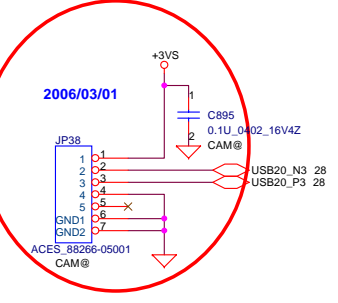 +3VS
2006/03/01
1
C895
0.1U_0402_16V4Z
2
CAM@
JP38
1 1
2 2
3 3
4 4
5 5
GND1 6
GND2 7
USB20_N3 28
USB20_P3 28
ACES_88266-05001
CAM@